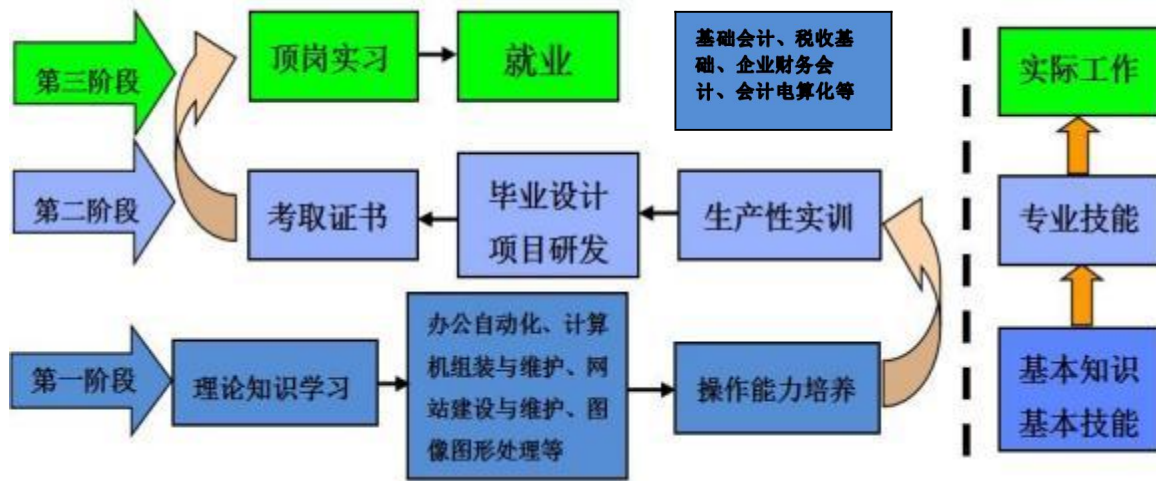 第三阶段
顶岗实习
就业
基础会计、税收基
础、企业财务会
计、会计电算化等
实际工作
第二阶段
考取证书
毕业设计
项目研发
生产性实训
专业技能
第一阶段
理论知识学习
办公自动化、计算
机组装与维护、网
站建设与维护、图
像图形处理等
操作能力培养
基本知识
基本技能